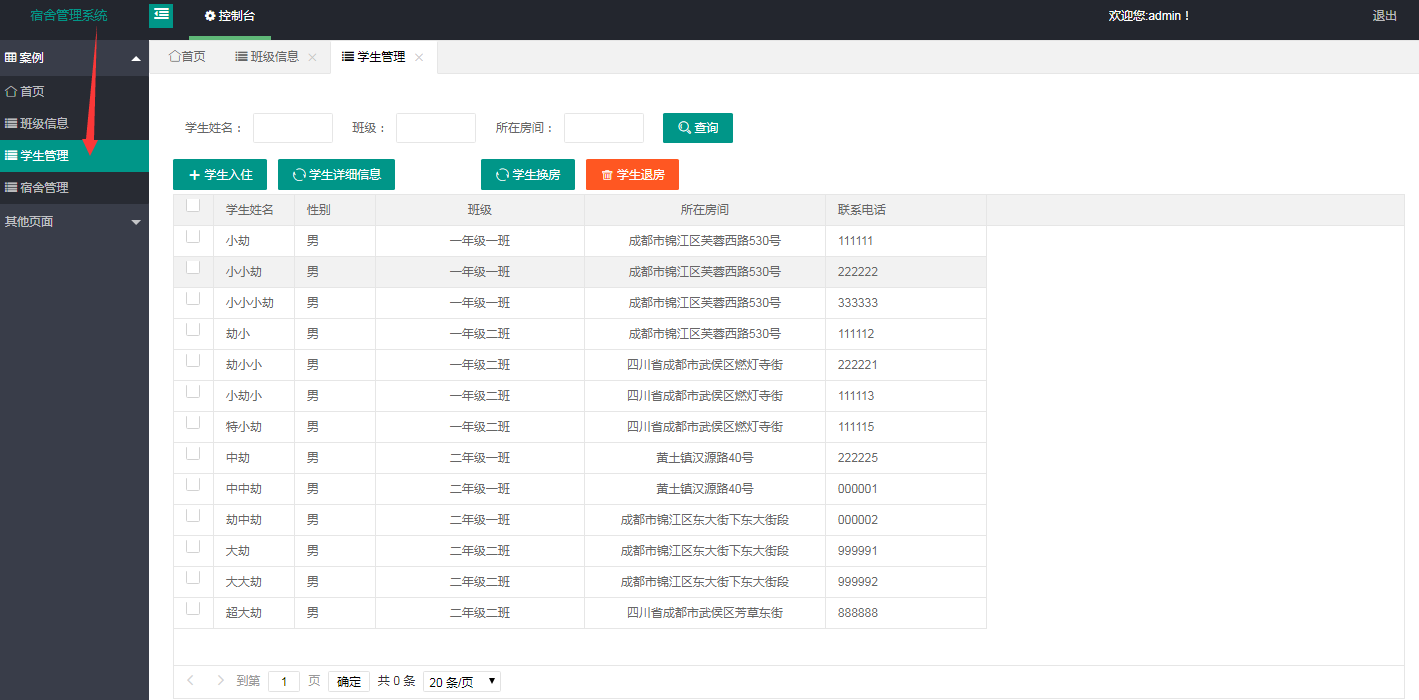 宿舍管理系统 控制台 欢迎您:admin！ 退出
案例 首页 班级信息 学生管理
首页
班级信息
学生管理
宿舍管理
其他页面
学生姓名： 班级： 所在房间： 查询
学生入住 学生详细信息 学生换房 学生退房
学生姓名 性别 班级 所在房间 联系电话
小劫 男 一年级一班 成都市锦江区芙蓉西路530号 111111
小小劫 男 一年级一班 成都市锦江区芙蓉西路530号 222222
小小小劫 男 一年级一班 成都市锦江区芙蓉西路530号 333333
劫小 男 一年级二班 成都市锦江区芙蓉西路530号 111112
劫小小 男 一年级二班 四川省成都市武侯区燃灯寺街 222221
小劫小 男 一年级二班 四川省成都市武侯区燃灯寺街 111113
特小劫 男 一年级二班 四川省成都市武侯区燃灯寺街 111115
中劫 男 二年级一班 黄土镇汉源路40号 222225
中中劫 男 二年级一班 黄土镇汉源路40号 000001
劫中劫 男 二年级一班 成都市锦江区东大街下东大街段 000002
大劫 男 二年级二班 成都市锦江区东大街下东大街段 999991
大大劫 男 二年级二班 成都市锦江区东大街下东大街段 999992
超大劫 男 二年级二班 四川省成都市武侯区芳草东街 888888
到第 1 页 确定 共 0 条 20 条/页